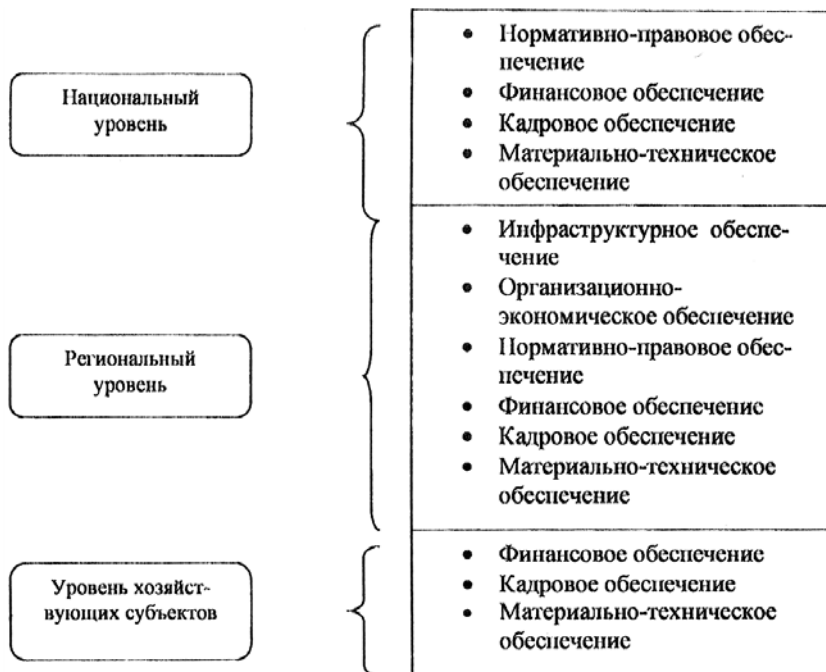 Национальный
уровень
• Нормативно-правовое обес-
печение
• Финансовое обеспечение
• Кадровое обеспечение
• Материально-техническое
обеспечение
Региональный
уровень
• Инфраструктурное обеспе-
чение
• Организационно-
экономическое обеспечение
• Нормативно-правовое обес-
печение
• Финансовое обеспечение
• Кадровое обеспечение
• Материально-техническое
обеспечение
Уровень хозяйст-
вующих субъектов
• Финансовое обеспечение
• Кадровое обеспечение
• Материально-техническое
обеспечение